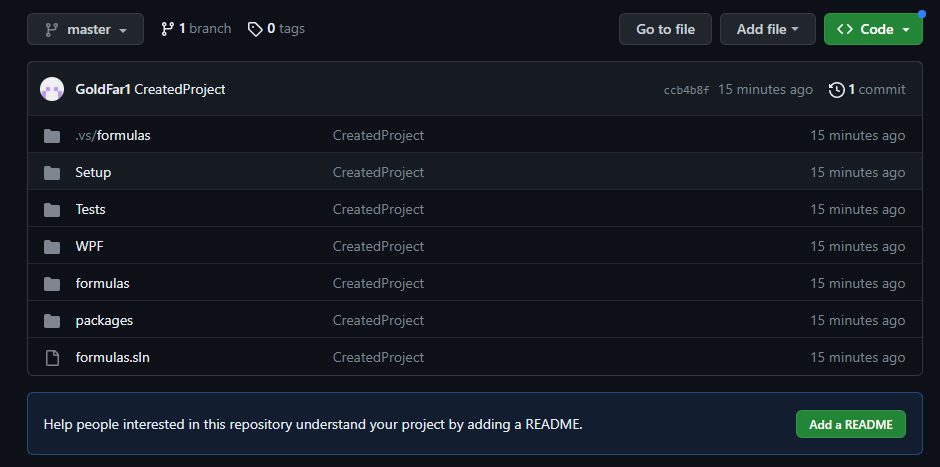 master 1 branch 0 tags Go to file Add file Code
GoldFar1 CreatedProject ccb4b8f 15 minutes ago 1 commit
.vs/formulas CreatedProject 15 minutes ago
Setup CreatedProject 15 minutes ago
Tests CreatedProject 15 minutes ago
WPF CreatedProject 15 minutes ago
formulas CreatedProject 15 minutes ago
packages CreatedProject 15 minutes ago
formulas.sln CreatedProject 15 minutes ago
Help people interested in this repository understand your project by adding a README. Add a README